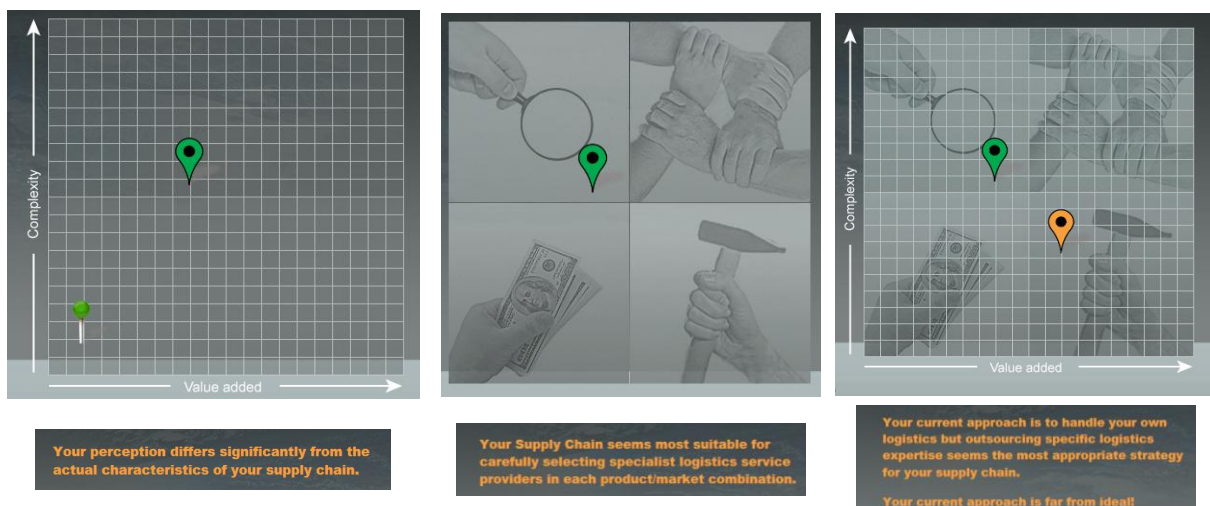 Complexity
Value added
Your perception differs significantly from the
actual characteristics of your supply chain.
Your Supply Chain seems most suitable for
carefully selecting specialist logistics service
providers in each product/market combination.
Complexity
Value added
Your current approach is to handle your own
logistics but outsourcing specific logistics
expertise seems the most appropriate strategy
for your supply chain.
Your current approach is far from ideal!